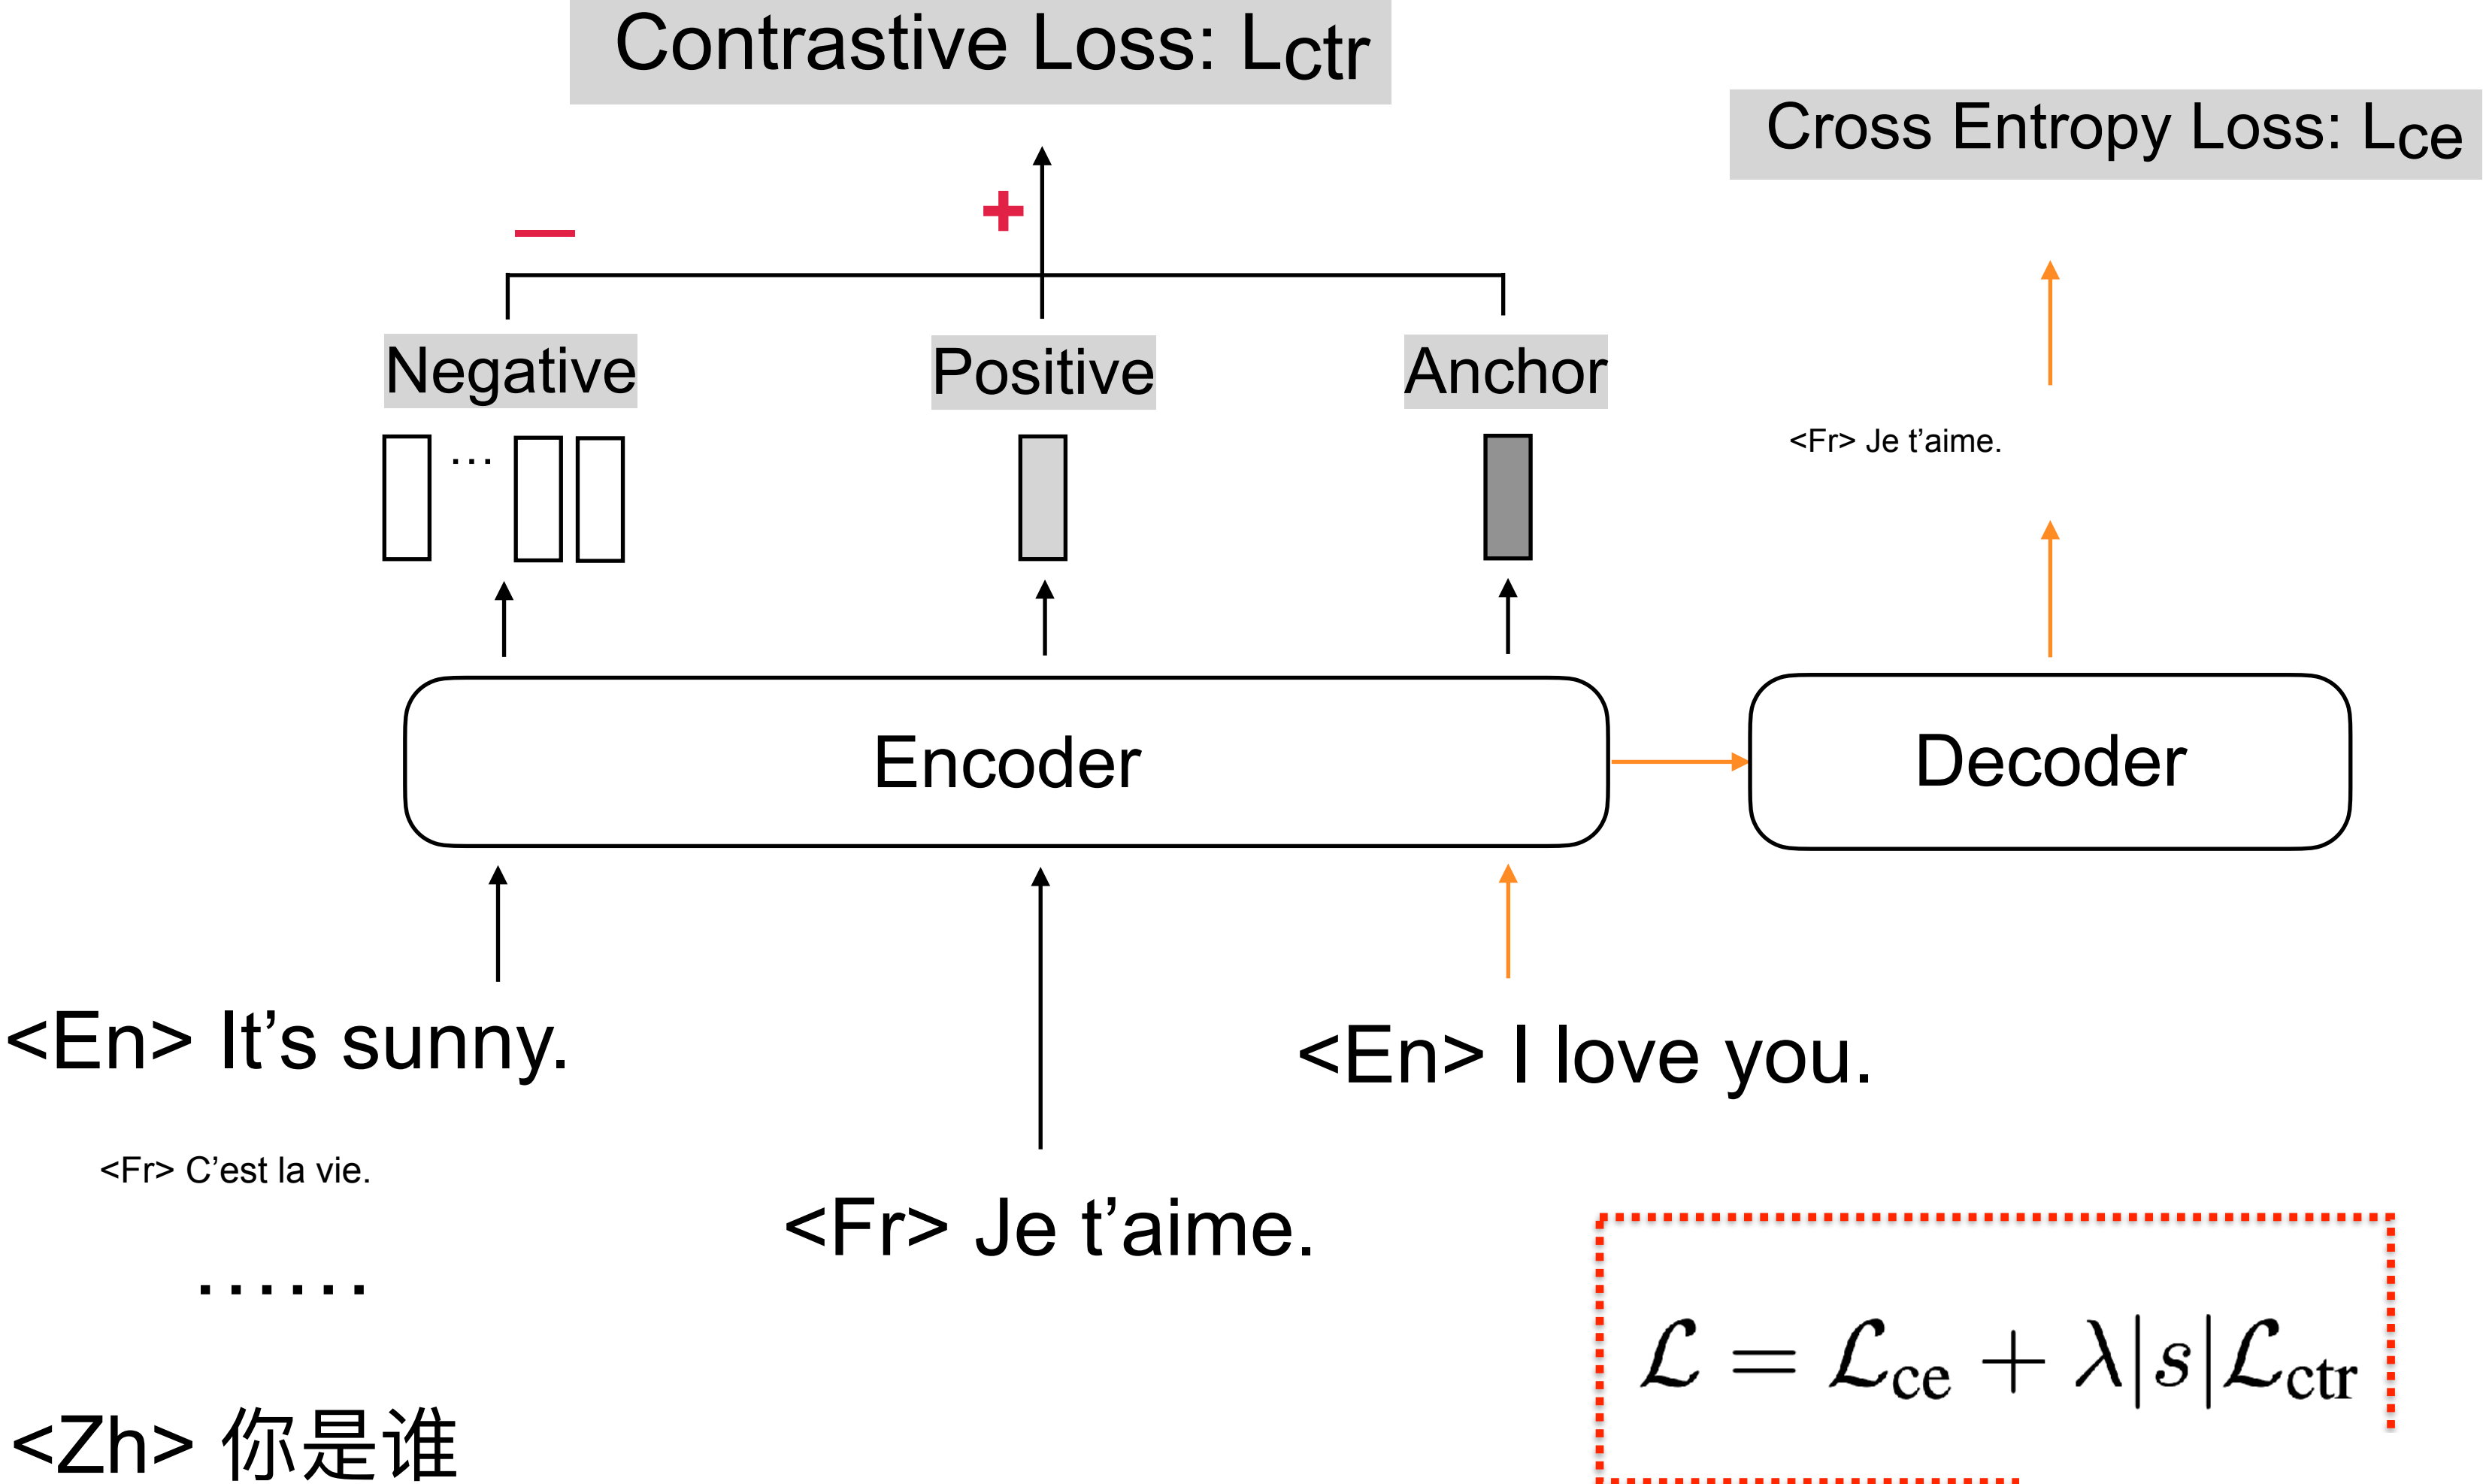 Contrastive Loss: Lctr
Cross Entropy Loss: Lce
− +
Negative Positive Anchor
...
<Fr> Je t’aime.
Encoder Decoder
<En> It’s sunny.
<En> I love you.
<Fr> C’est la vie.
<Fr> Je t’aime.
......
ℒ = ℒce + λ|s|ℒctr
<Zh> 你是谁